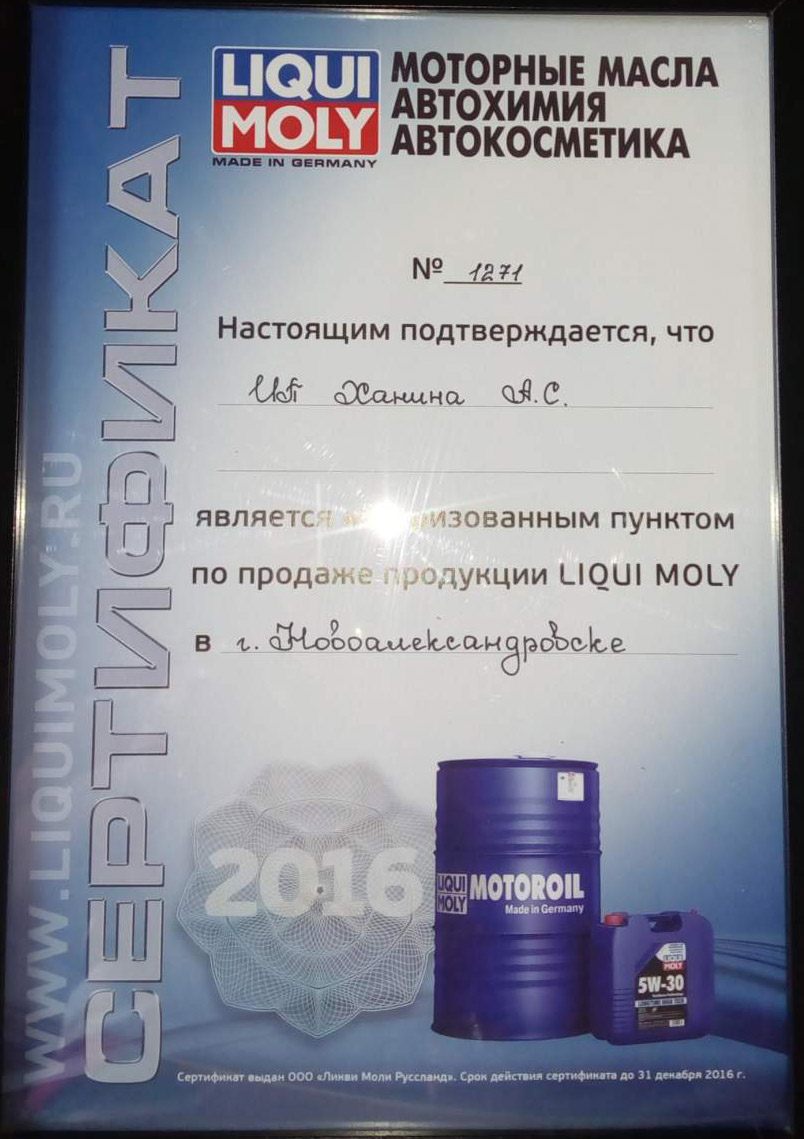 СЕРТИФИКАТ
WWW.LIQUIMOLY.RU
LIQUI
MOLY
MADE IN GERMANY
МОТОРНЫЕ МАСЛА
АВТОХИМИЯ
АВТОКОСМЕТИКА
№ 1271
Настоящим подтверждается, что
ИП Ханина А.С.
является
пунктом
по продаже продукции LIQUI MOLY
в г. Новоалександровске
2016
LIQUI
MOLY
MOTOROIL
Made in Germany
LIQUI
MOLY
5W-30
Сертификат выдан ООО «Ликви Моли Руссланд». Срок действия сертификата до 31 декабря 2016 г.